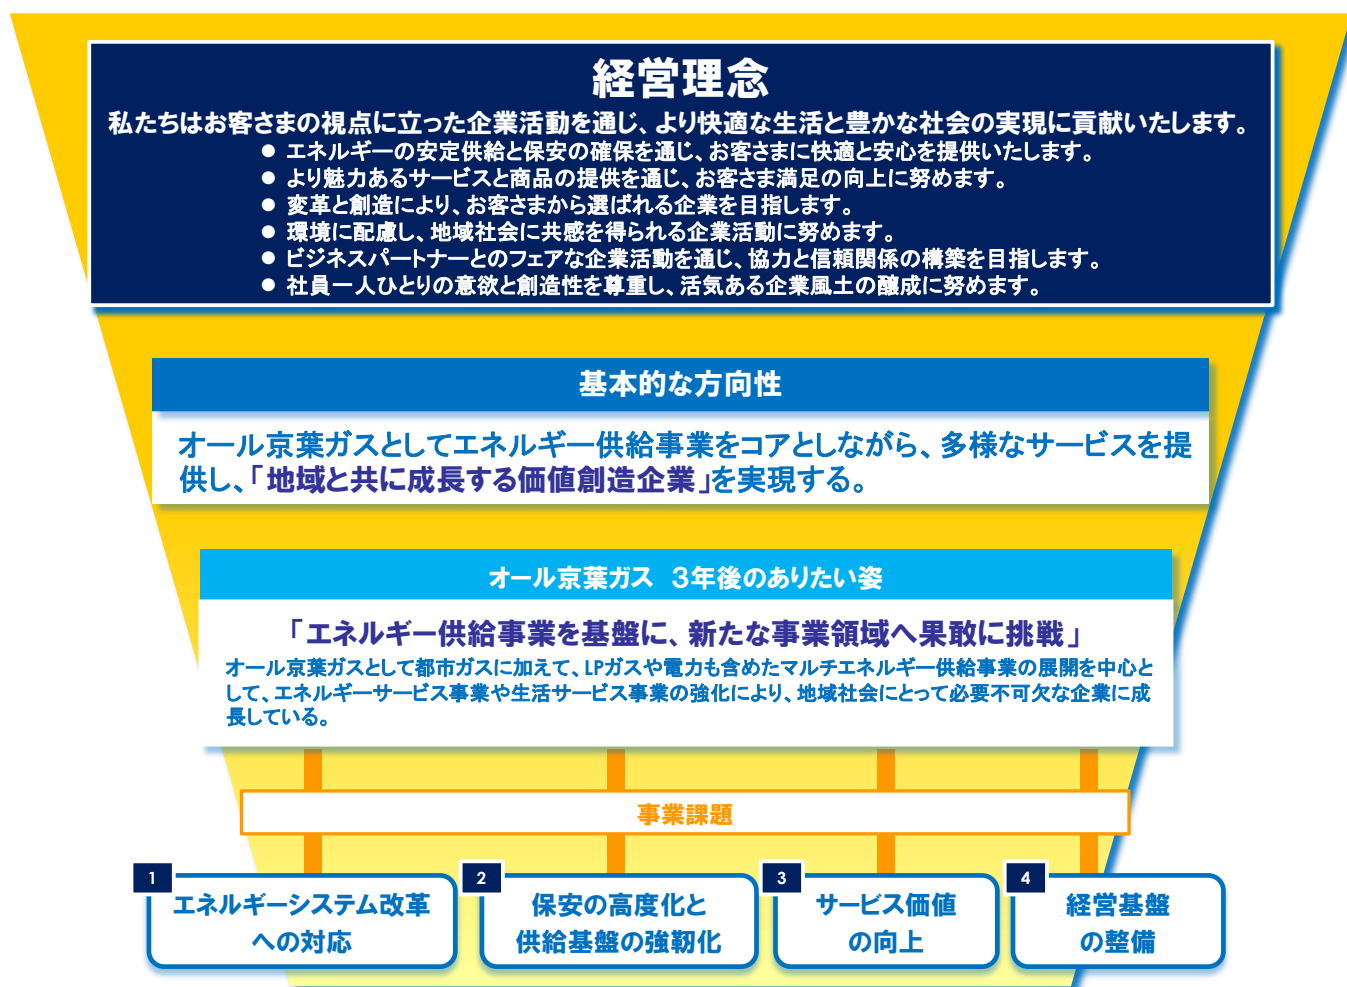 経営理念
私たちはお客さまの視点に立った企業活動を通じ、より快適な生活と豊かな社会の実現に貢献いたします。
● エネルギーの安定供給と保安の確保を通じ、お客さまに快適と安心を提供いたします。
● より魅力あるサービスと商品の提供を通じ、お客さま満足の向上に努めます。
● 変革と創造により、お客さまから選ばれる企業を目指します。
● 環境に配慮し、地域社会に共感を得られる企業活動に努めます。
● ビジネスパートナーとのフェアな企業活動を通じ、協力と信頼関係の構築を目指します。
● 社員一人ひとりの意欲と創造性を尊重し、活気ある企業風土の醸成に努めます。
基本的な方向性
オール京葉ガスとしてエネルギー供給事業をコアとしながら、多様なサービスを提
供し、「地域と共に成長する価値創造企業」を実現する。
オール京葉ガス ３年後のありたい姿
「エネルギー供給事業を基盤に、新たな事業領域へ果敢に挑戦」
オール京葉ガスとして都市ガスに加えて、LPガスや電力も含めたマルチエネルギー供給事業の展開を中心と
して、エネルギーサービス事業や生活サービス事業の強化により、地域社会にとって必要不可欠な企業に成
長している。
事業課題
1
エネルギーシステム改革
への対応
2
保安の高度化と
供給基盤の強靭化
3
サービス価値
の向上
4
経営基盤
の整備